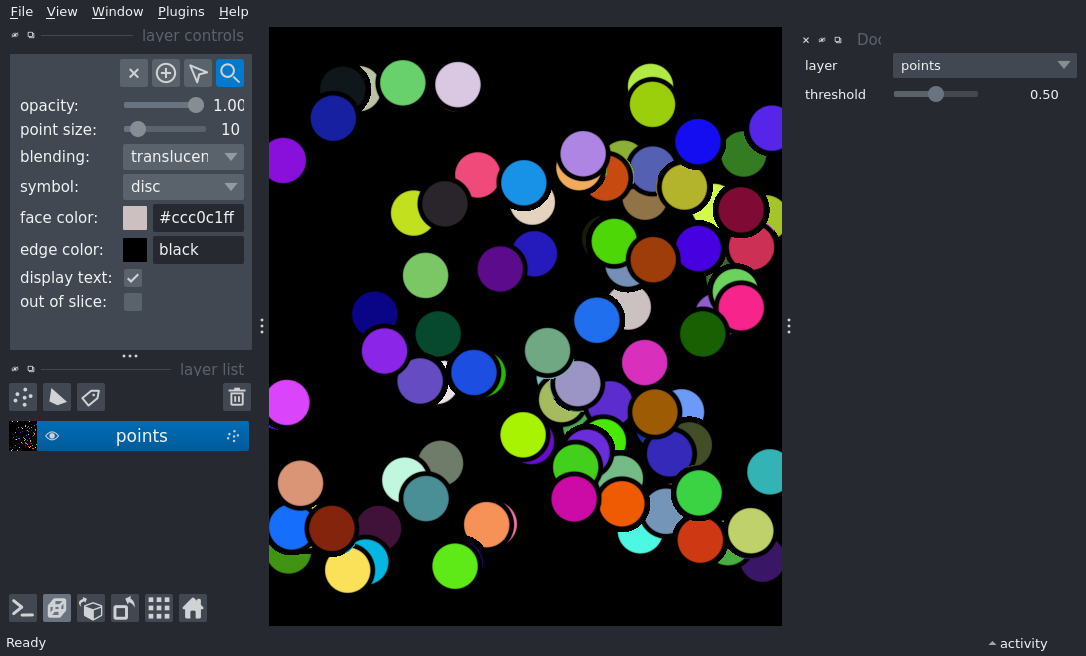 File View Window Plugins Help
layer controls
opacity: 1.00
point size: 10
blending: translucen
symbol: disc
face color: #ccc0c1ff
edge color: black
display text:
out of slice:
layer list
points
Ready
Doc
layer points
threshold 0.50
activity